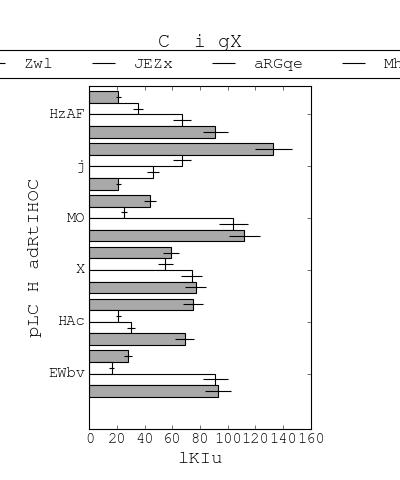 C  i gX
Zwl JEZx aRGqe Mh
HzAF
j
MO
X
HAc
EWbv
pLC H adRtIHOC
0 20 40 60 80 100 120 140 160
lKIu